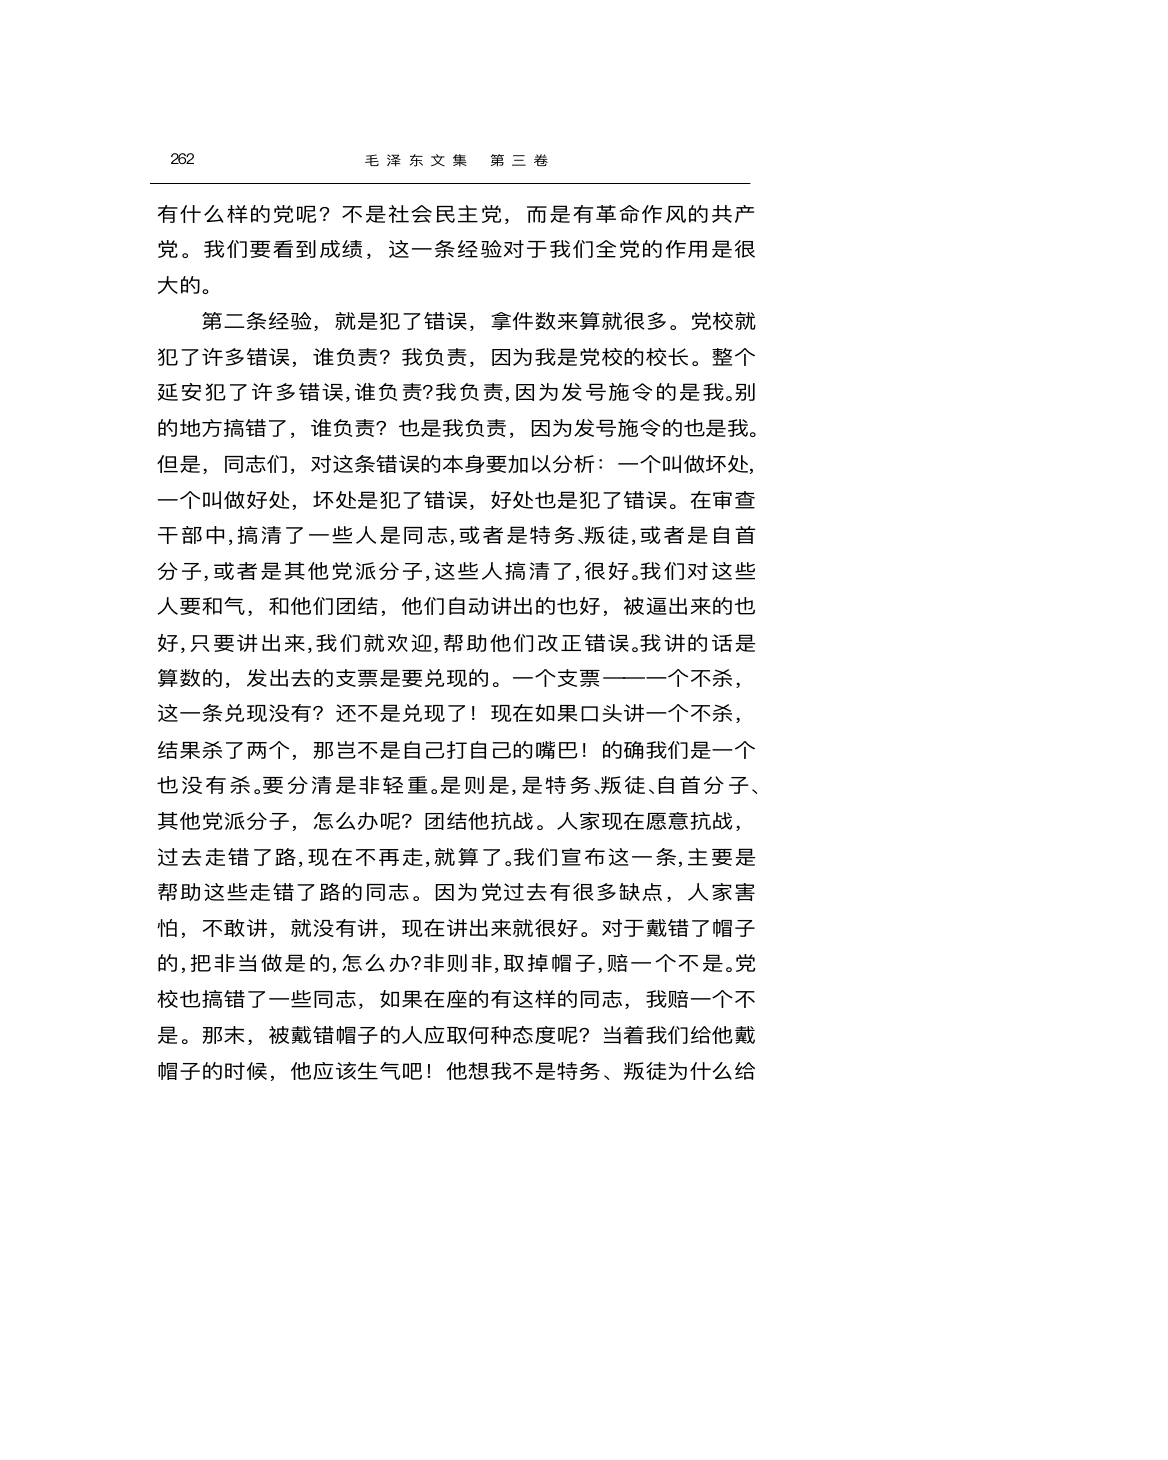 262 毛泽东文集 第三卷
有什么样的党呢？不是社会民主党，而是有革命作风的共产
党。我们要看到成绩，这一条经验对于我们全党的作用是很
大的。
第二条经验，就是犯了错误，拿件数来算就很多。党校就
犯了许多错误，谁负责？我负责，因为我是党校的校长。整个
延安犯了许多错误，谁负责？我负责，因为发号施令的是我。别
的地方搞错了，谁负责？也是我负责，因为发号施令的也是我。
但是，同志们，对这条错误的本身要加以分析：一个叫做坏处，
一个叫做好处，坏处是犯了错误，好处也是犯了错误。在审查
干部中，搞清了一些人是同志，或者是特务、叛徒，或者是自首
分子，或者是其他党派分子，这些人搞清了，很好。我们对这些
人要和气，和他们团结，他们自动讲出的也好，被逼出来的也
好，只要讲出来，我们就欢迎，帮助他们改正错误。我讲的话是
算数的，发出去的支票是要兑现的。一个支票——一个不杀，
这一条兑现没有？还不是兑现了！现在如果口头讲一个不杀，
结果杀了两个，那岂不是自己打自己的嘴巴！的确我们是一个
也没有杀。要分清是非轻重。是则是，是特务、叛徒、自首分子、
其他党派分子，怎么办呢？团结他抗战。人家现在愿意抗战，
过去走错了路，现在不再走，就算了。我们宣布这一条，主要是
帮助这些走错了路的同志。因为党过去有很多缺点，人家害
怕，不敢讲，就没有讲，现在讲出来就很好。对于戴错了帽子
的，把非当做是的，怎么办？非则非，取掉帽子，赔一个不是。党
校也搞错了一些同志，如果在座的有这样的同志，我赔一个不
是。那末，被戴错帽子的人应取何种态度呢？当着我们给他戴
帽子的时候，他应该生气吧！他想我不是特务、叛徒为什么给